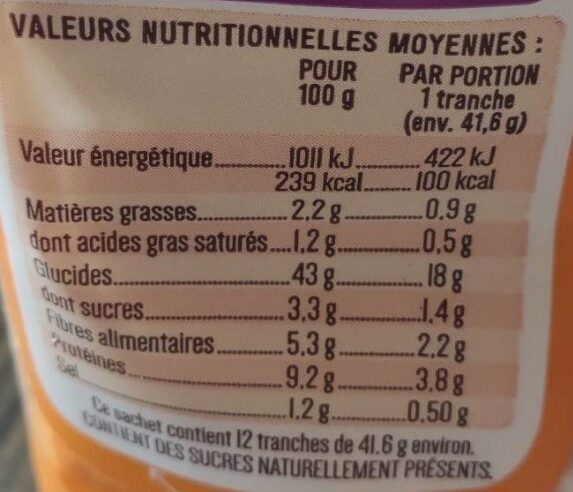 VALEURS NUTRITIONNELLES MOYENNES :
POUR 100 g
PAR PORTION 1 tranche (env. 41,6 g)
Valeur énergétique 1011 kJ 422 kJ
239 kcal 100 kcal
Matières grasses 2,2 g 0,9 g
dont acides gras saturés 1,2 g 0,5 g
Glucides 43 g 18 g
dont sucres 3,3 g 1,4 g
Fibres alimentaires 5,3 g 2,2 g
Protéines 9,2 g 3,8 g
Sel 1,2 g 0,50 g
Ce sachet contient 12 tranches de 41,6 g environ.
CONTIENT DES SUCRES NATURELLEMENT PRÉSENTS.